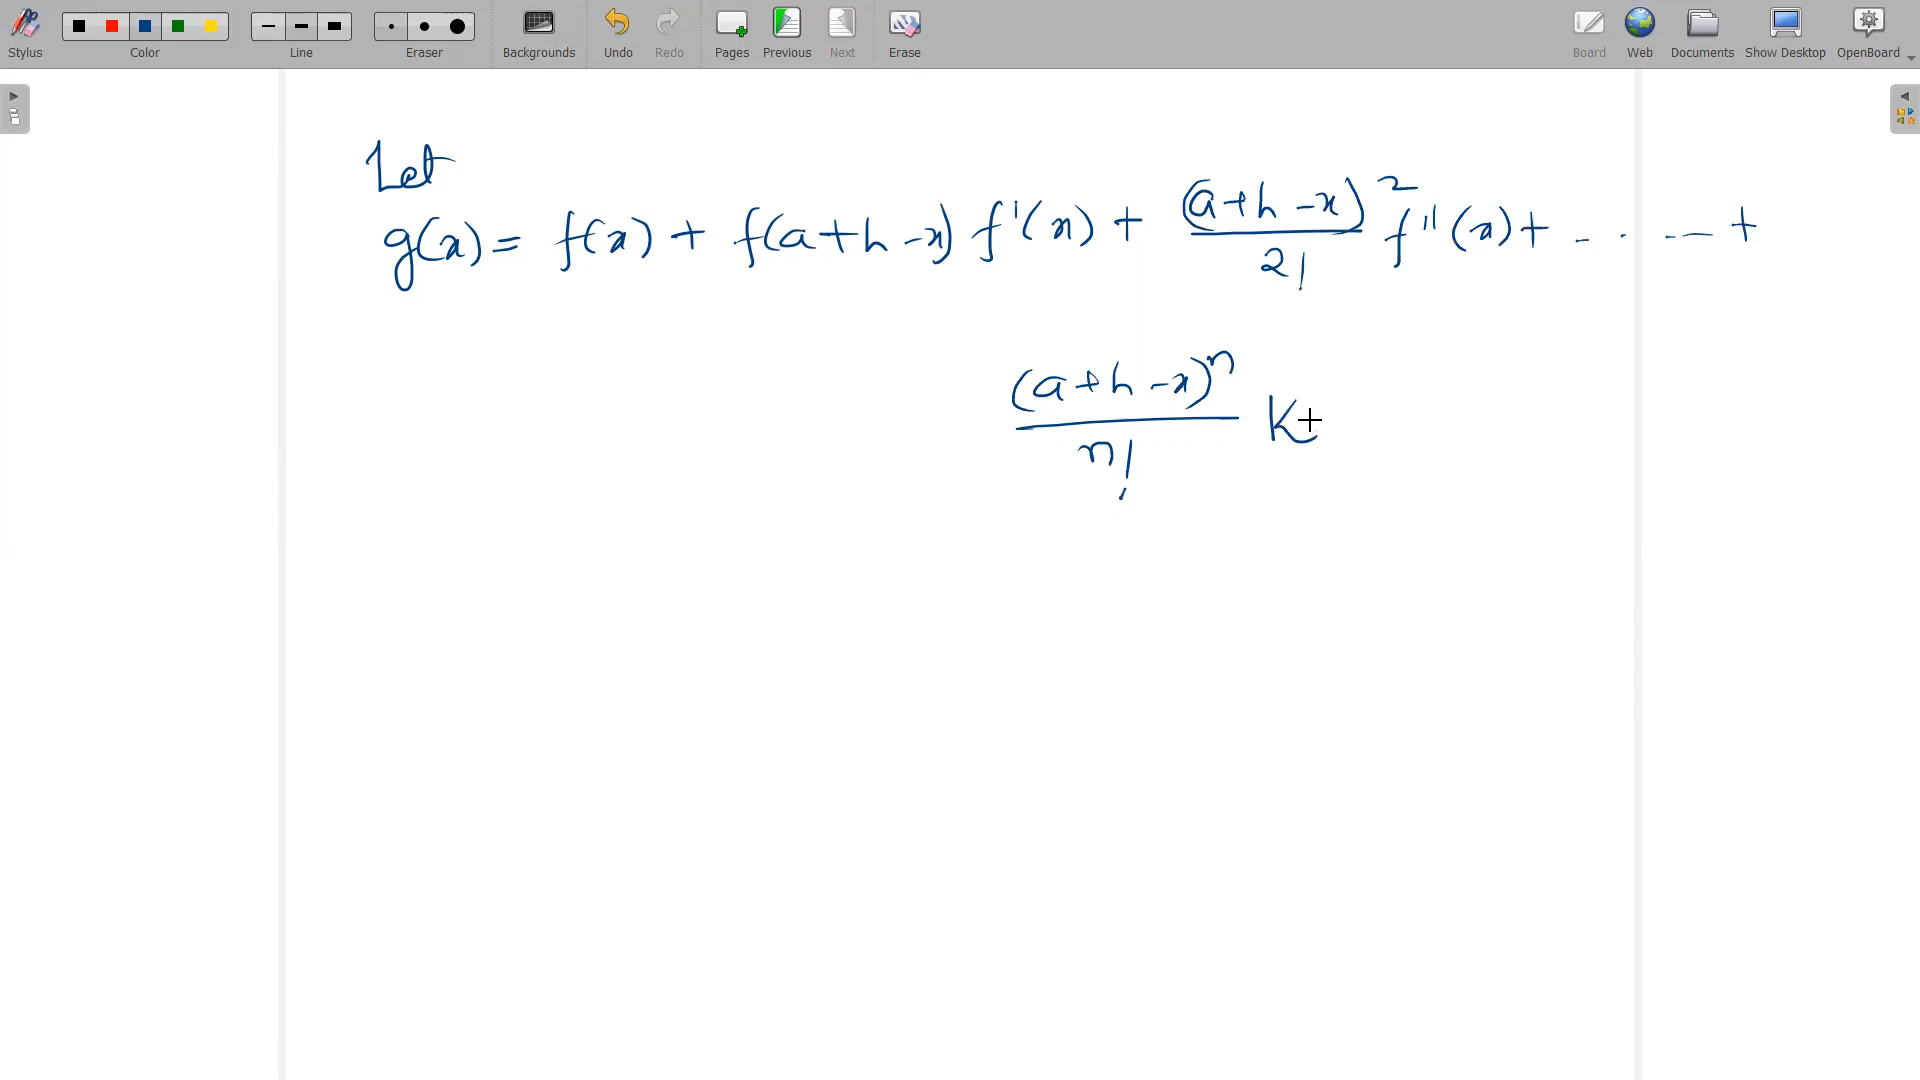 Stylus Color Line Eraser Backgrounds Undo Redo Pages Previous Next Erase Board Web Documents Show Desktop OpenBoard
Let
g(x) = f(x) + f(a+h-x) f'(x) + (a+h-x)² / 2! f''(x) + - . - — +
(a+h-x)ⁿ / n! K